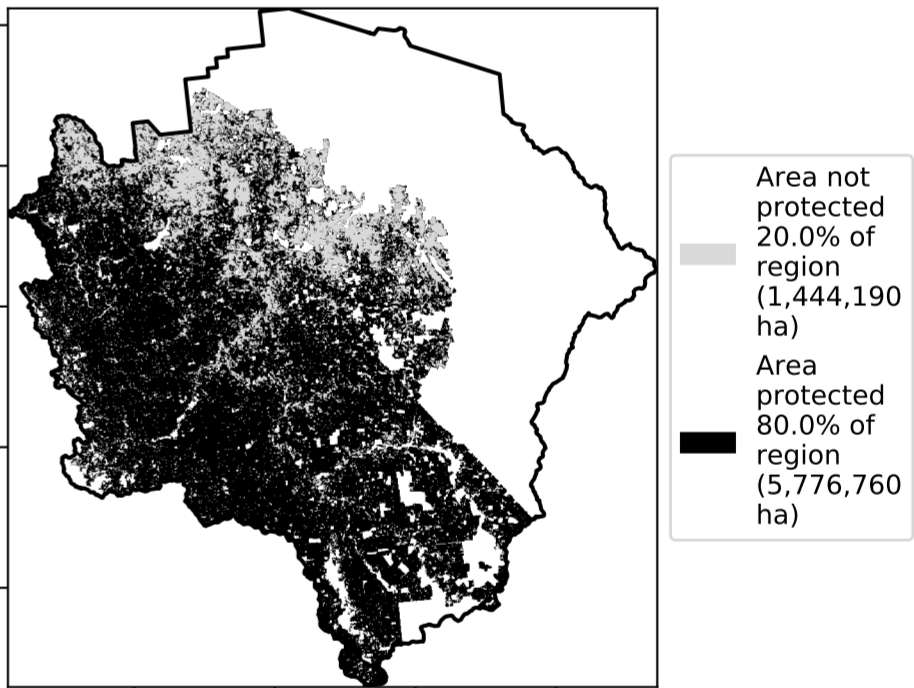 Area not
protected
20.0% of
region
(1,444,190
ha)
Area
protected
80.0% of
region
(5,776,760
ha)